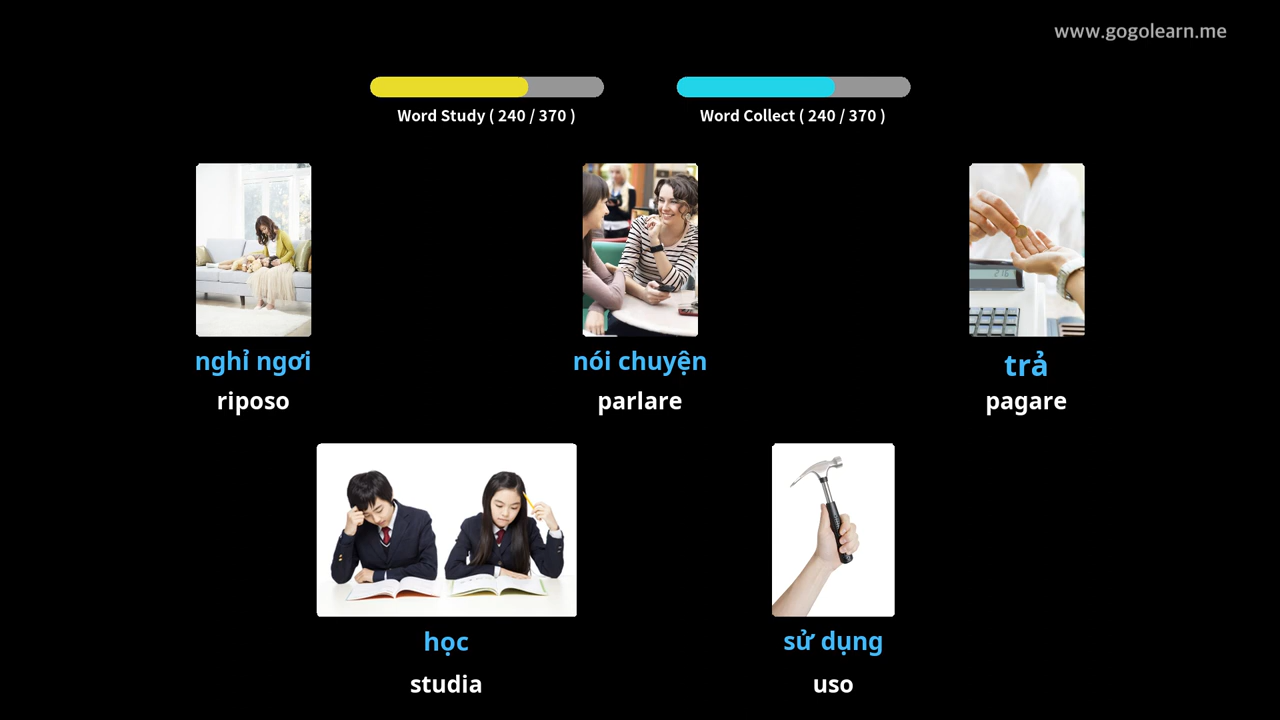 www.gogolearn.me
Word Study ( 240 / 370 )
Word Collect ( 240 / 370 )
nghỉ ngơi
riposo
nói chuyện
parlare
trả
pagare
học
studia
sử dụng
uso